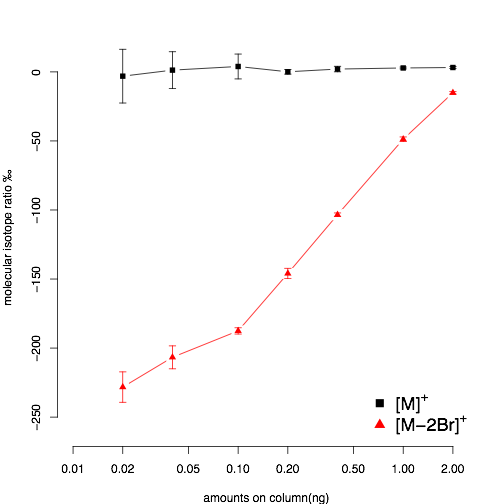 molecular isotope ratio ‰
0
−50
−100
−150
−200
−250
[M]+
[M−2Br]+
0.01 0.02 0.05 0.10 0.20 0.50 1.00 2.00
amounts on column(ng)